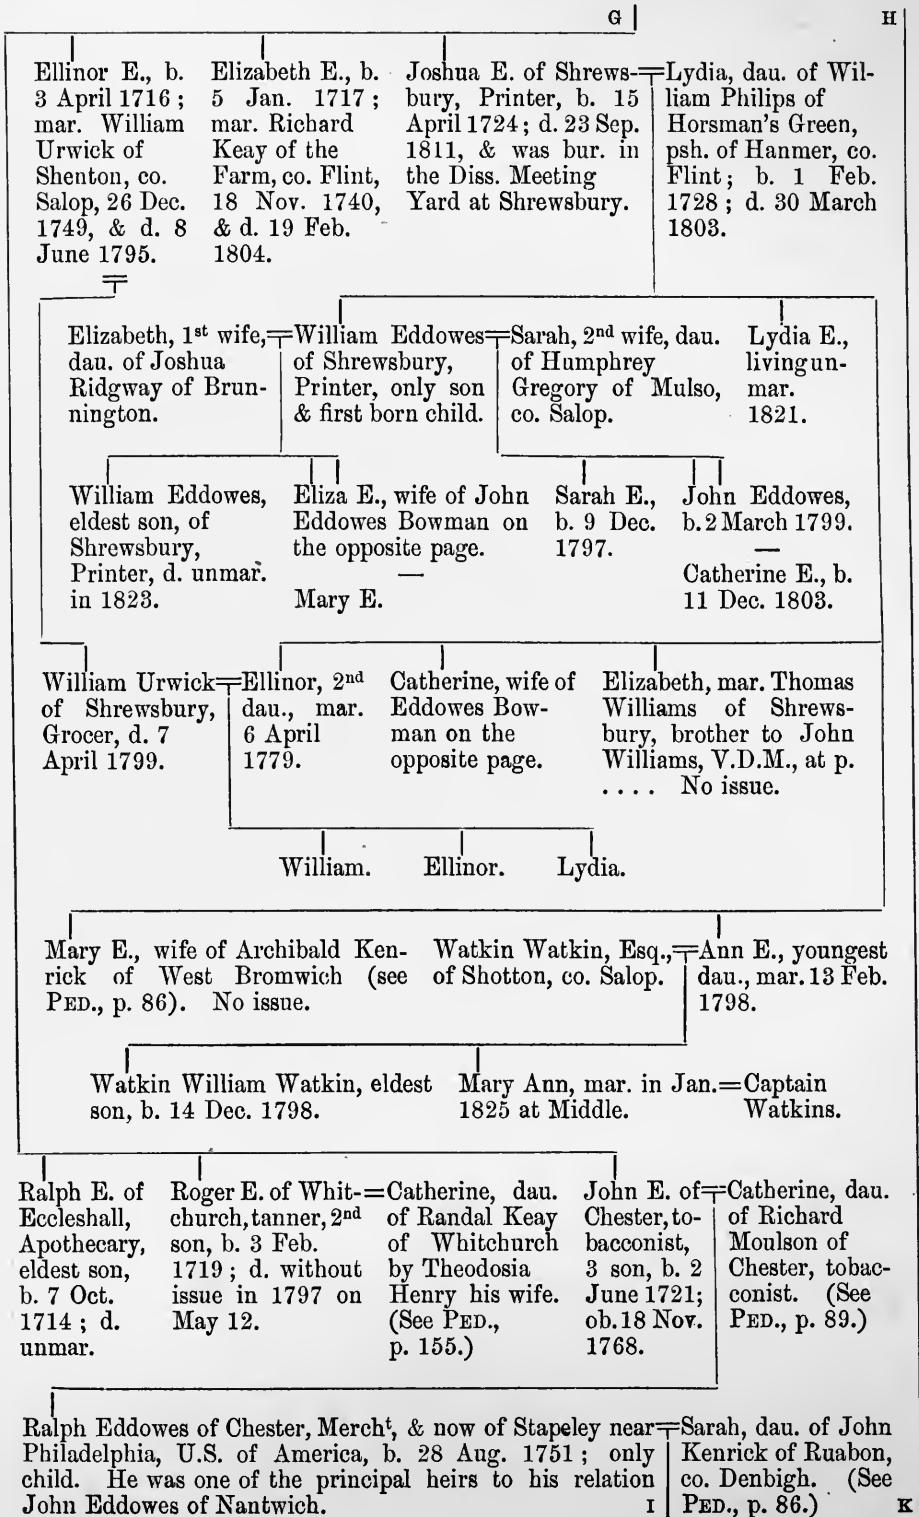 G H
Ellinor E., b.
3 April 1716 ;
mar. William
Urwick of
Shenton, co.
Salop, 26 Dec.
1749, & d. 8
June 1795.
Elizabeth E., b.
5 Jan. 1717 ;
mar. Richard
Keay of the
Farm, co. Flint,
18 Nov. 1740,
& d. 19 Feb.
1804.
Joshua E. of Shrews-
bury, Printer, b. 15
April 1724 ; d. 23 Sep.
1811, & was bur. in
the Diss. Meeting
Yard at Shrewsbury.
Lydia, dau. of Wil-
liam Philips of
Horsman's Green,
psh. of Hanmer, co.
Flint ; b. 1 Feb.
1728 ; d. 30 March
1803.
Elizabeth, 1st wife,
dau. of Joshua
Ridgway of Brun-
nington.
William Eddowes
of Shrewsbury,
Printer, only son
& first born child.
Sarah, 2nd wife, dau.
of Humphrey
Gregory of Mulso,
co. Salop.
Lydia E.,
living un-
mar.
1821.
William Eddowes,
eldest son, of
Shrewsbury,
Printer, d. unmar.
in 1823.
Eliza E., wife of John
Eddowes Bowman on
the opposite page.
—
Mary E.
Sarah E.,
b. 9 Dec.
1797.
John Eddowes,
b. 2 March 1799.
—
Catherine E., b.
11 Dec. 1803.
William Urwick
of Shrewsbury,
Grocer, d. 7
April 1799.
Ellinor, 2nd
dau., mar.
6 April
1779.
Catherine, wife of
Eddowes Bow-
man on the
opposite page.
Elizabeth, mar. Thomas
Williams of Shrews-
bury, brother to John
Williams, V.D.M., at p.
. . . . No issue.
William. Ellinor. Lydia.
Mary E., wife of Archibald Ken-
rick of West Bromwich (see
PED., p. 86). No issue.
Watkin Watkin, Esq.,
of Shotton, co. Salop.
Ann E., youngest
dau., mar. 13 Feb.
1798.
Watkin William Watkin, eldest
son, b. 14 Dec. 1798.
Mary Ann, mar. in Jan.
1825 at Middle.
Captain
Watkins.
Ralph E. of
Eccleshall,
Apothecary,
eldest son,
b. 7 Oct.
1714 ; d.
unmar.
Roger E. of Whit-
church, tanner, 2nd
son, b. 3 Feb.
1719 ; d. without
issue in 1797 on
May 12.
Catherine, dau.
of Randal Keay
of Whitchurch
by Theodosia
Henry his wife.
(See PED.,
p. 155.)
John E. of
Chester, to-
bacconist,
3 son, b. 2
June 1721;
ob. 18 Nov.
1768.
Catherine, dau.
of Richard
Moulson of
Chester, tobac-
conist. (See
PED., p. 89.)
Ralph Eddowes of Chester, Mercht, & now of Stapeley near
Philadelphia, U.S. of America, b. 28 Aug. 1751 ; only
child. He was one of the principal heirs to his relation
John Eddowes of Nantwich.
Sarah, dau. of John
Kenrick of Ruabon,
co. Denbigh. (See
PED., p. 86.)
I K